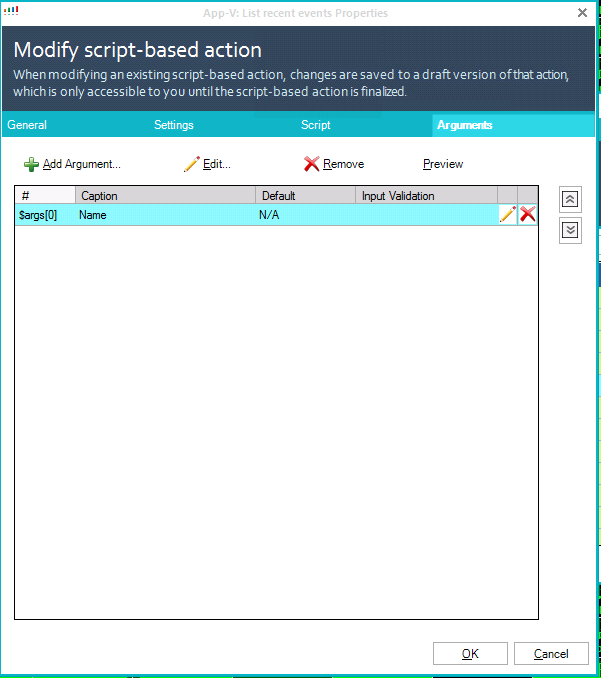 App-V: List recent events Properties
Modify script-based action
When modifying an existing script-based action, changes are saved to a draft version of that action,
which is only accessible to you until the script-based action is finalized.
General Settings Script Arguments
Add Argument... Edit... Remove Preview
# Caption Default Input Validation
$args[0] Name N/A
OK Cancel